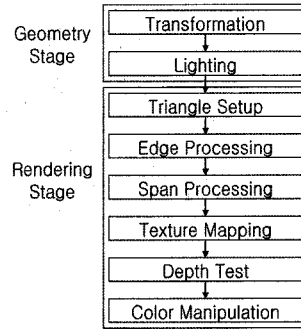 Geometry
Stage
Transformation
Lighting
Rendering
Stage
Triangle Setup
Edge Processing
Span Processing
Texture Mapping
Depth Test
Color Manipulation